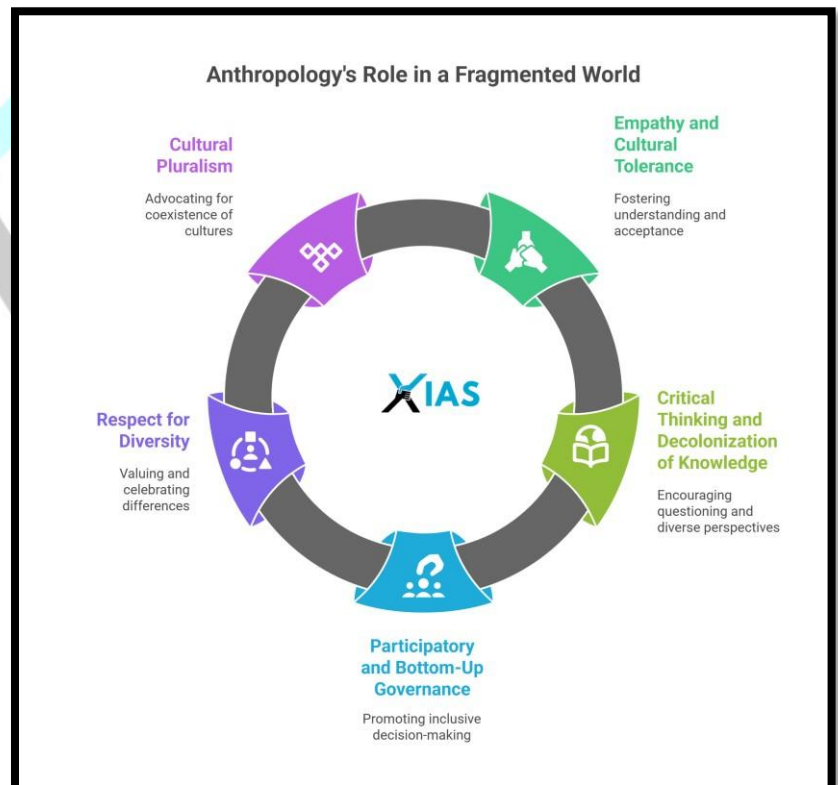 Anthropology's Role in a Fragmented World
Cultural
Pluralism
Advocating for
coexistence of
cultures
Empathy and
Cultural
Tolerance
Fostering
understanding and
acceptance
XIAS
Respect for
Diversity
Valuing and
celebrating
differences
Critical
Thinking and
Decolonization
of Knowledge
Encouraging
questioning and
diverse perspectives
Participatory
and Bottom-Up
Governance
Promoting inclusive
decision-making